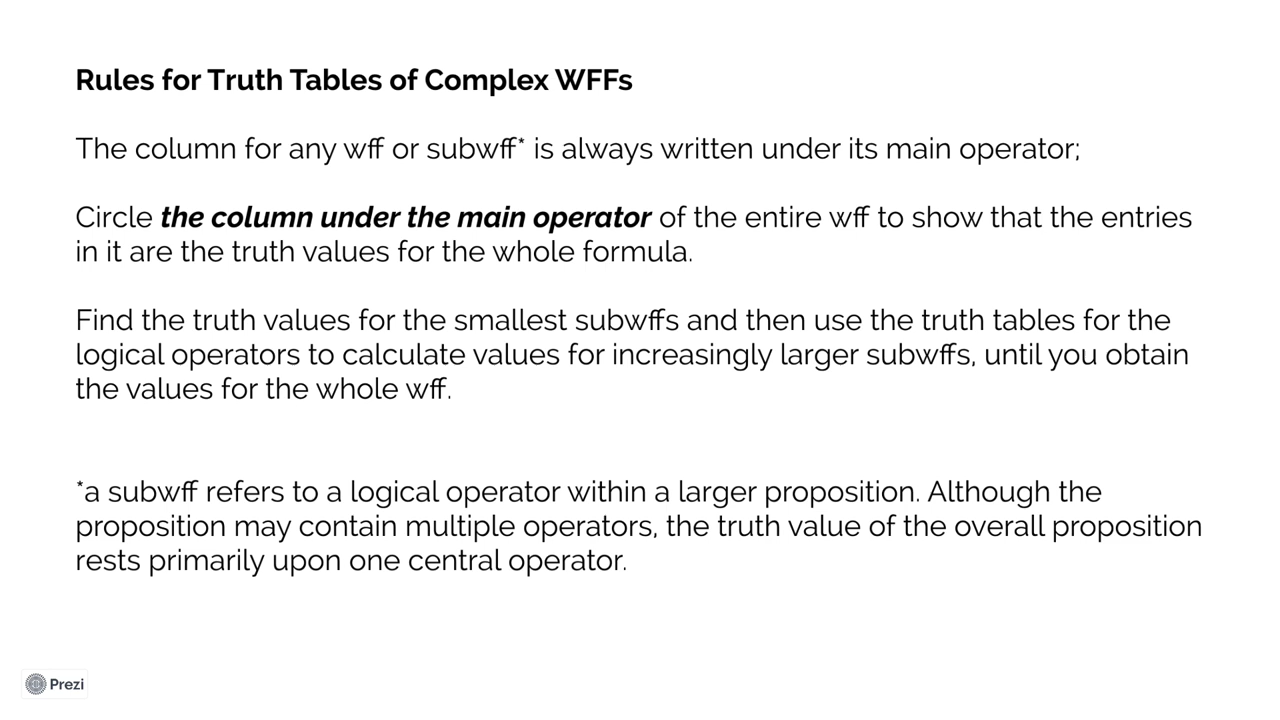 Rules for Truth Tables of Complex WFFs
The column for any wff or subwff* is always written under its main operator;
Circle the column under the main operator of the entire wff to show that the entries
in it are the truth values for the whole formula.
Find the truth values for the smallest subwffs and then use the truth tables for the
logical operators to calculate values for increasingly larger subwffs, until you obtain
the values for the whole wff.
*a subwff refers to a logical operator within a larger proposition. Although the
proposition may contain multiple operators, the truth value of the overall proposition
rests primarily upon one central operator.
Prezi